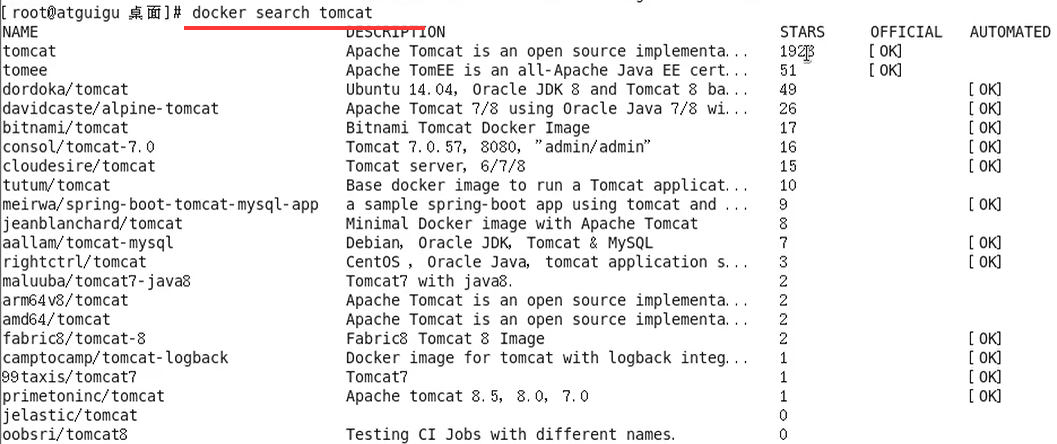 [root@atguigu 桌面]# docker search tomcat
NAME DESCRIPTION STARS OFFICIAL AUTOMATED
tomcat Apache Tomcat is an open source implementa... 1928 [OK]
tomee Apache TomEE is an all-Apache Java EE cert... 51 [OK]
dordoka/tomcat Ubuntu 14.04, Oracle JDK 8 and Tomcat 8 ba... 49 [OK]
davidcaste/alpine-tomcat Apache Tomcat 7/8 using Oracle Java 7/8 wi... 26 [OK]
bitnami/tomcat Bitnami Tomcat Docker Image 17 [OK]
consol/tomcat-7.0 Tomcat 7.0.57, 8080, "admin/admin" 16 [OK]
cloudesire/tomcat Tomcat server, 6/7/8 15 [OK]
tutum/tomcat Base docker image to run a Tomcat applicat... 10
meirwa/spring-boot-tomcat-mysql-app a sample spring-boot app using tomcat and ... 9 [OK]
jeanblanchard/tomcat Minimal Docker image with Apache Tomcat 8
aallam/tomcat-mysql Debian, Oracle JDK, Tomcat & MySQL 7 [OK]
rightctrl/tomcat CentOS , Oracle Java, tomcat application s... 3 [OK]
maluuba/tomcat7-java8 Tomcat7 with java8. 2
arm64v8/tomcat Apache Tomcat is an open source implementa... 2
amd64/tomcat Apache Tomcat is an open source implementa... 2
fabric8/tomcat-8 Fabric8 Tomcat 8 Image 2 [OK]
camptocamp/tomcat-logback Docker image for tomcat with logback integ... 1 [OK]
99taxis/tomcat7 Tomcat7 1 [OK]
primetoninc/tomcat Apache tomcat 8.5, 8.0, 7.0 1 [OK]
jelastic/tomcat 0
oobsri/tomcat8 Testing CI Jobs with different names. 0